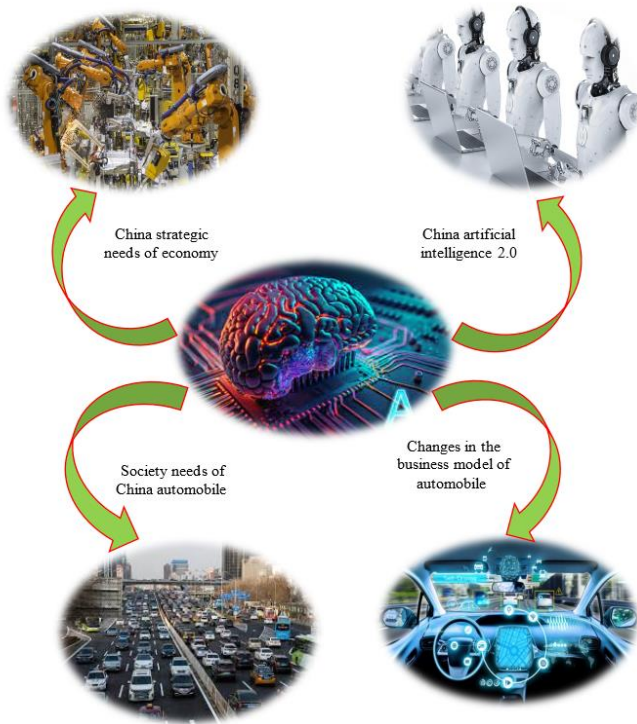 China strategic
needs of economy
China artificial
intelligence 2.0
A
Society needs of
China automobile
Changes in the
business model of
automobile